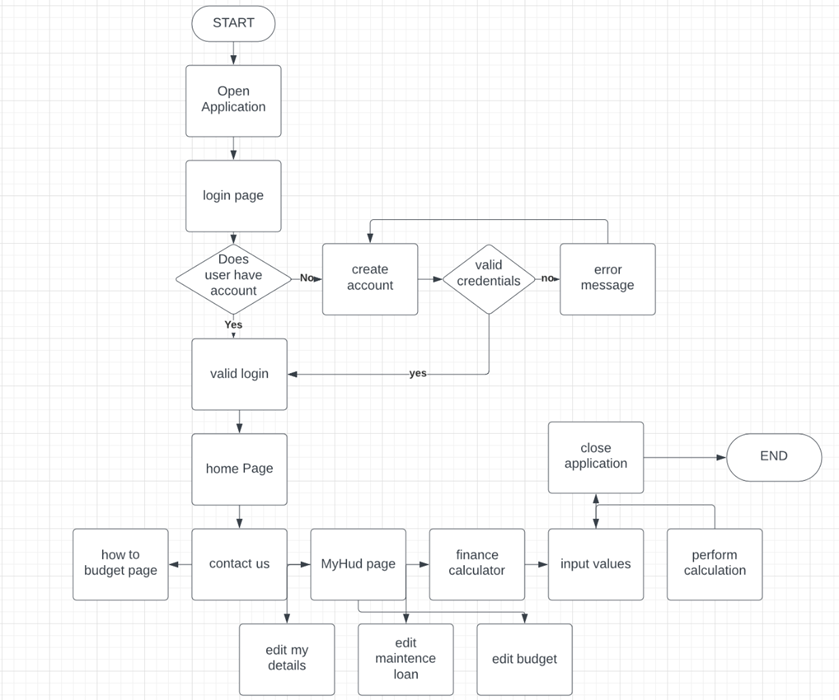 START
Open
Application
login page
Does
user have
account
No
create
account
valid
credentials
no
error
message
Yes
valid login
yes
home Page
close
application
END
how to
budget page
contact us
MyHud page
finance
calculator
input values
perform
calculation
edit my
details
edit
maintence
loan
edit budget